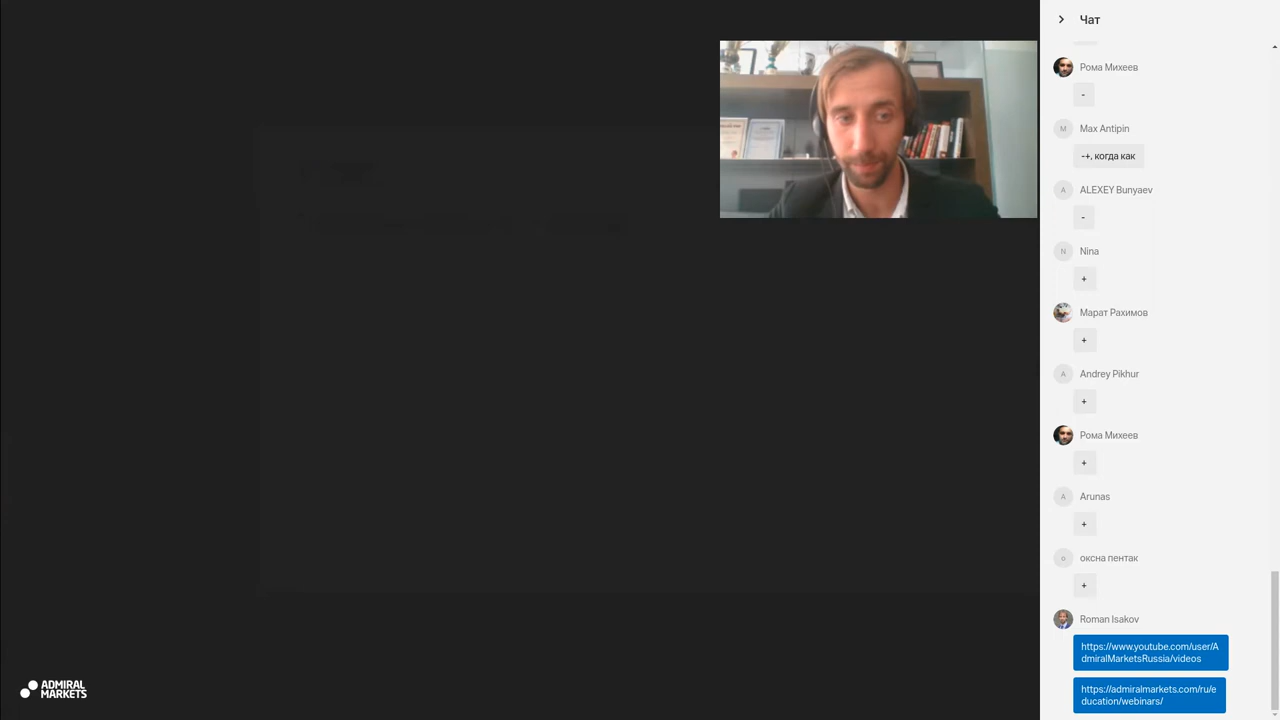 Чат
Рома Михеев
-
M
Max Antipin
-+, когда как
A
ALEXEY Bunyaev
-
N
Nina
+
Марат Рахимов
+
A
Andrey Pikhur
+
Рома Михеев
+
A
Arunas
+
о
оксна пентак
+
Roman Isakov
https://www.youtube.com/user/A
dmiralMarketsRussia/videos
https://admiralmarkets.com/ru/e
ducation/webinars/
ADMIRAL
MARKETS